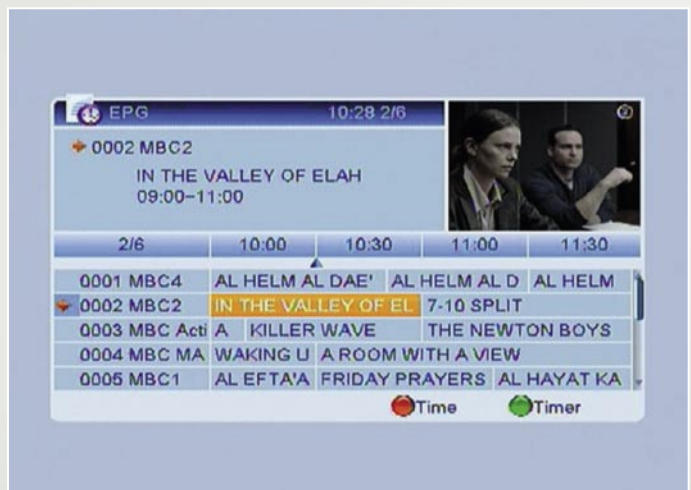 EPG 10:28 2/6
0002 MBC2
IN THE VALLEY OF ELAH
09:00-11:00
2/6 10:00 10:30 11:00 11:30
0001 MBC4 AL HELM AL DAE' AL HELM AL D AL HELM
0002 MBC2 IN THE VALLEY OF EL 7-10 SPLIT
0003 MBC Acti A KILLER WAVE THE NEWTON BOYS
0004 MBC MA WAKING U A ROOM WITH A VIEW
0005 MBC1 AL EFTA'A FRIDAY PRAYERS AL HAYAT KA
Time Timer